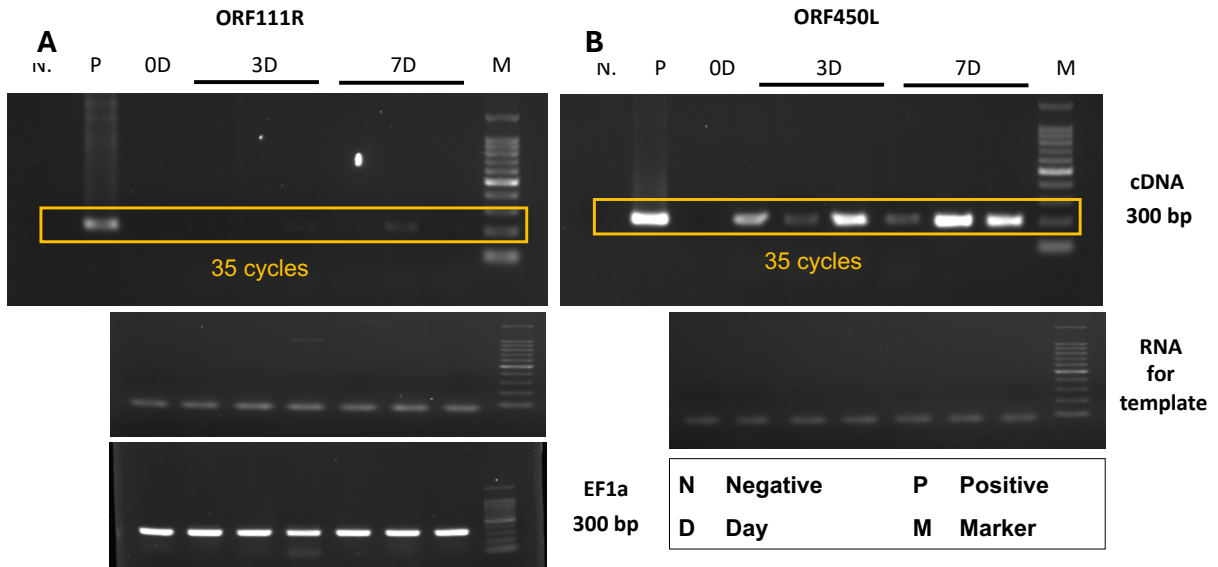 ORF111R
A
N.
P
0D
3D
7D
M
35 cycles
ORF450L
B
N.
P
0D
3D
7D
M
35 cycles
cDNA
300 bp
RNA
for
template
EF1a
300 bp
N Negative P Positive
D Day M Marker